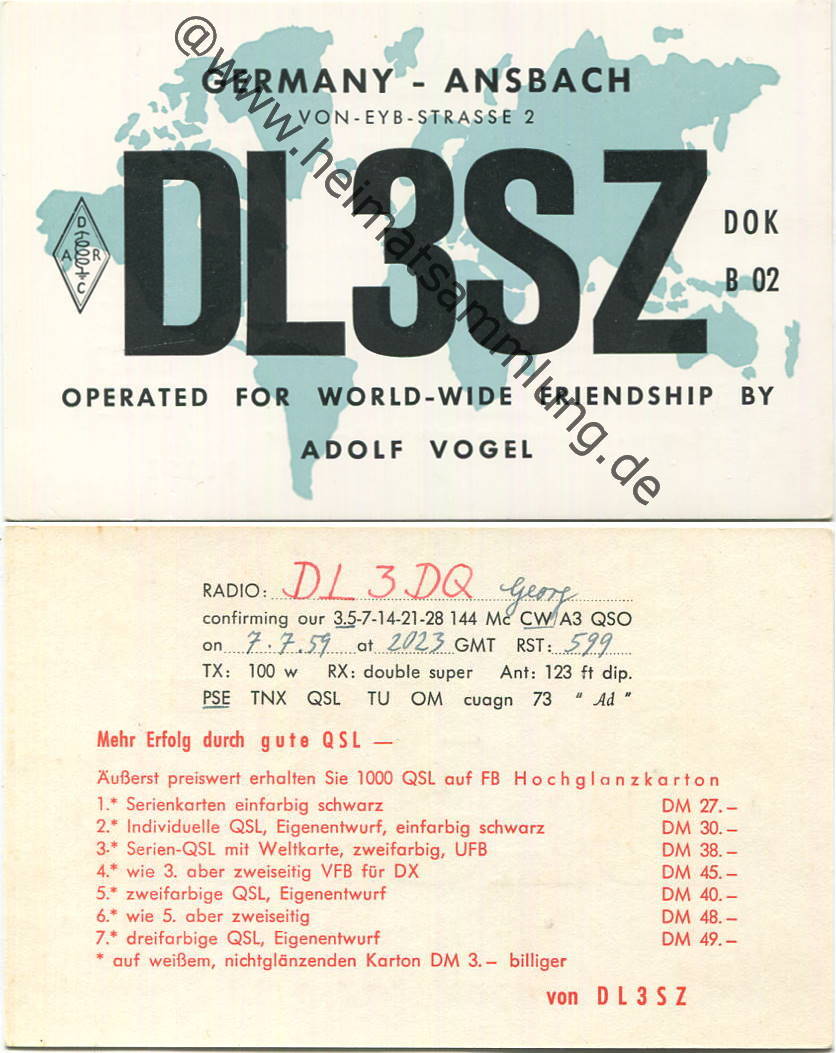 @www.heimatsammlung.de
GERMANY - ANSBACH
VON-EYB-STRASSE 2
DL3SZ
DOK
B 02
D
A R
C
OPERATED FOR WORLD-WIDE FRIENDSHIP BY
ADOLF VOGEL
RADIO: DL3DQ Georg
confirming our 3.5-7-14-21-28 144 Mc CW A3 QSO
on 7.7.59 at 2023 GMT RST: 599
TX: 100 w RX: double super Ant: 123 ft dip.
PSE TNX QSL TU OM cuagn 73 "Ad"
Mehr Erfolg durch gute QSL —
Äußerst preiswert erhalten Sie 1000 QSL auf FB Hochglanzkarton
1.* Serienkarten einfarbig schwarz DM 27.–
2.* Individuelle QSL, Eigenentwurf, einfarbig schwarz DM 30.–
3.* Serien-QSL mit Weltkarte, zweifarbig, UFB DM 38.–
4.* wie 3. aber zweiseitig VFB für DX DM 45.–
5.* zweifarbige QSL, Eigenentwurf DM 40.–
6.* wie 5. aber zweiseitig DM 48.–
7.* dreifarbige QSL, Eigenentwurf DM 49.–
* auf weißem, nichtglänzenden Karton DM 3.– billiger
von DL3SZ